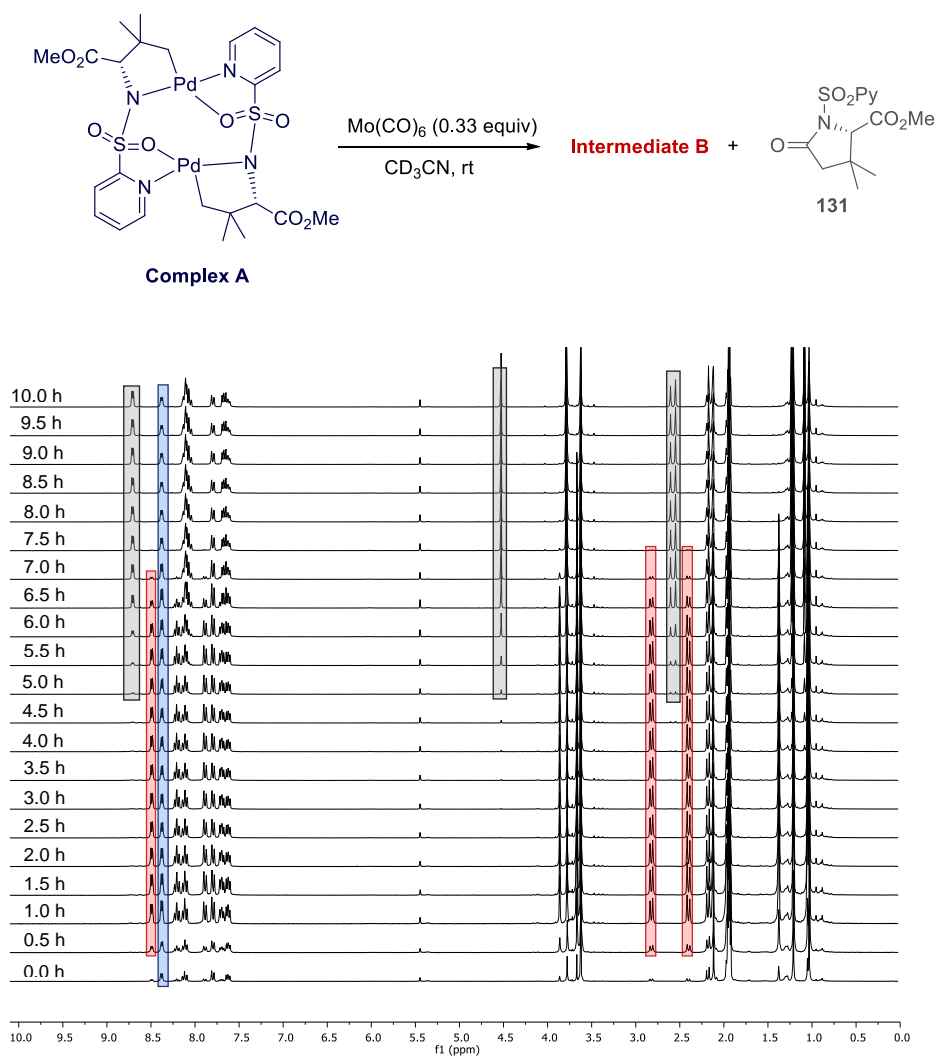 MeO₂C
Pd
N
N
O
S
O
O
S
O
O
Pd
N
N
CO₂Me
Complex A
Mo(CO)₆ (0.33 equiv)
CD₃CN, rt
Intermediate B
+
SO₂Py
N
CO₂Me
O
131
10.0 h
9.5 h
9.0 h
8.5 h
8.0 h
7.5 h
7.0 h
6.5 h
6.0 h
5.5 h
5.0 h
4.5 h
4.0 h
3.5 h
3.0 h
2.5 h
2.0 h
1.5 h
1.0 h
0.5 h
0.0 h
10.0 9.5 9.0 8.5 8.0 7.5 7.0 6.5 6.0 5.5 5.0 4.5 4.0 3.5 3.0 2.5 2.0 1.5 1.0 0.5 0.0
f1 (ppm)